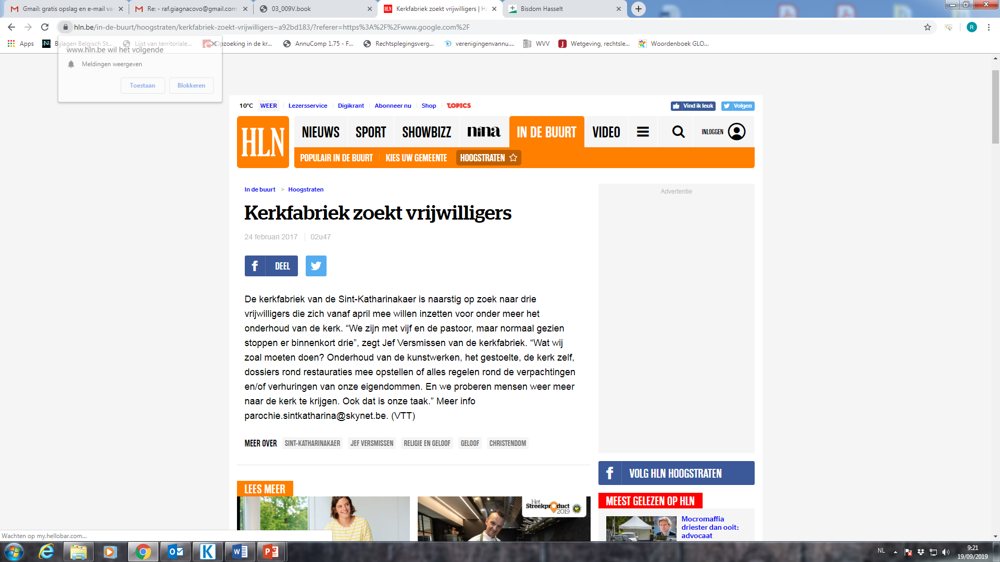 Gmail: gratis opslag en e-mail va
Re: - raf.giagnacovo@gmail.com
03_009V.book
Kerkfabriek zoekt vrijwilligers | H
Bisdom Hasselt
hln.be/in-de-buurt/hoogstraten/kerkfabriek-zoekt-vrijwilligers~a92bd183/?referer=https%3A%2F%2Fwww.google.com%2F
R
Apps
Bijlagen Belgisch St...
Lijst van territoriale...
Opzoeking in de kr...
AnnuComp 1.75 - F...
Rechtsplegingsverg...
verenigingenvannu....
WVV
Wetgeving, rechtsle...
Woordenboek GLO...
www.hln.be wil het volgende
Meldingen weergeven
Toestaan
Blokkeren
10°C WEER Lezersservice Digikrant Abonneer nu Shop TOPICS
Vind ik leuk
Volgen
HLN
NIEUWS SPORT SHOWBIZZ nina IN DE BUURT VIDEO INLOGGEN
POPULAIR IN DE BUURT KIES UW GEMEENTE HOOGSTRATEN
In de buurt > Hoogstraten
Advertentie
Kerkfabriek zoekt vrijwilligers
24 februari 2017 02u47
DEEL
De kerkfabriek van de Sint-Katharinakaer is naarstig op zoek naar drie
vrijwilligers die zich vanaf april mee willen inzetten voor onder meer het
onderhoud van de kerk. “We zijn met vijf en de pastoor, maar normaal gezien
stoppen er binnenkort drie”, zegt Jef Versmissen van de kerkfabriek. “Wat wij
zoal moeten doen? Onderhoud van de kunstwerken, het gestoelte, de kerk zelf,
dossiers rond restauraties mee opstellen of alles regelen rond de verpachtingen
en/of verhuringen van onze eigendommen. En we proberen mensen weer meer
naar de kerk te krijgen. Ook dat is onze taak.” Meer info
parochie.sintkatharina@skynet.be. (VTT)
MEER OVER SINT-KATHARINAKAER JEF VERSMISSEN RELIGIE EN GELOOF GELOOF CHRISTENDOM
VOLG HLN HOOGSTRATEN
LEES MEER
Het
Streekproduct
2019
MEEST GELEZEN OP HLN
Mocromaffia
driester dan ooit:
advocaat
Wachten op my.hellobar.com...
NL
9:21
19/09/2019